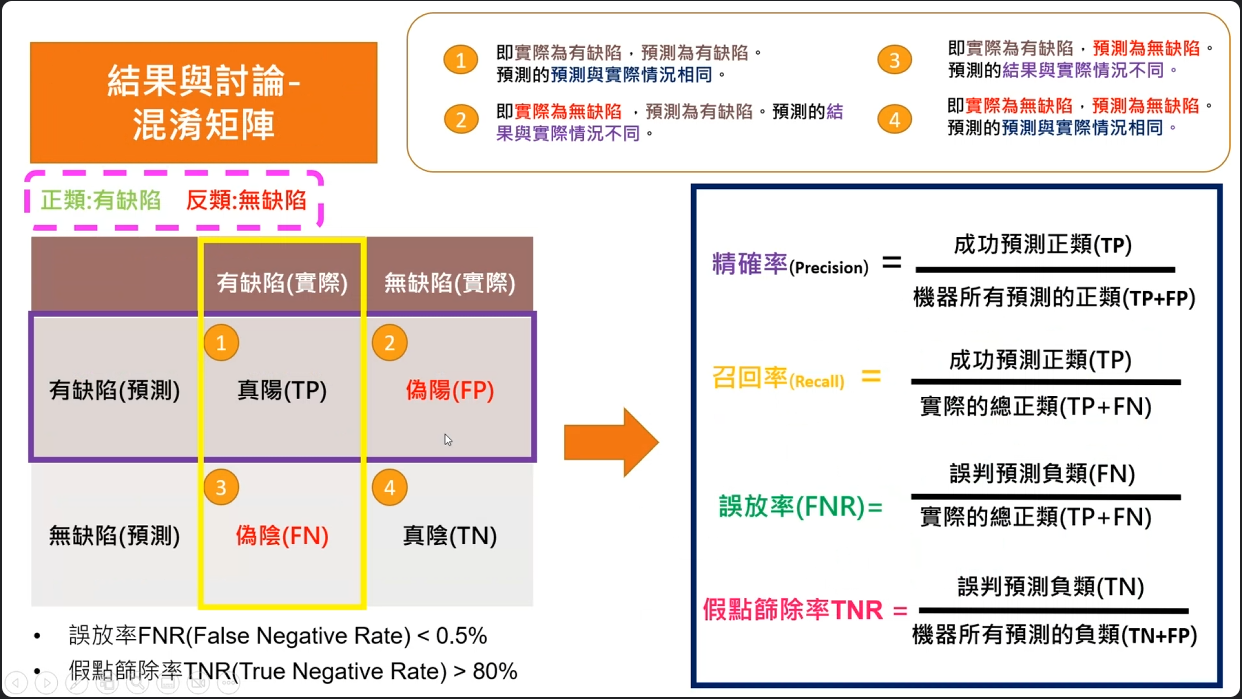 結果與討論-
混淆矩陣
1
即實際為有缺陷，預測為有缺陷。
預測的預測與實際情況相同。
2
即實際為無缺陷 ，預測為有缺陷。預測的結
果與實際情況不同。
3
即實際為有缺陷，預測為無缺陷。
預測的結果與實際情況不同。
4
即實際為無缺陷，預測為無缺陷。
預測的預測與實際情況相同。
正類:有缺陷 反類:無缺陷
有缺陷(實際) 無缺陷(實際)
1 2
有缺陷(預測) 真陽(TP) 偽陽(FP)
3 4
無缺陷(預測) 偽陰(FN) 真陰(TN)
• 誤放率FNR(False Negative Rate) < 0.5%
• 假點篩除率TNR(True Negative Rate) > 80%
成功預測正類(TP)
精確率(Precision) =
機器所有預測的正類(TP+FP)
成功預測正類(TP)
召回率(Recall) =
實際的總正類(TP+FN)
誤判預測負類(FN)
誤放率(FNR)=
實際的總正類(TP+FN)
誤判預測負類(TN)
假點篩除率TNR =
機器所有預測的負類(TN+FP)